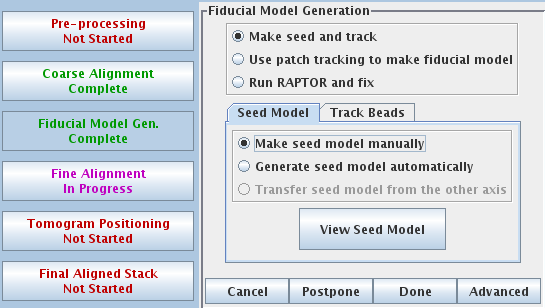 Pre-processing
Not Started
Coarse Alignment
Complete
Fiducial Model Gen.
Complete
Fine Alignment
In Progress
Tomogram Positioning
Not Started
Final Aligned Stack
Not Started
Fiducial Model Generation
Make seed and track
Use patch tracking to make fiducial model
Run RAPTOR and fix
Seed Model
Track Beads
Make seed model manually
Generate seed model automatically
Transfer seed model from the other axis
View Seed Model
Cancel
Postpone
Done
Advanced